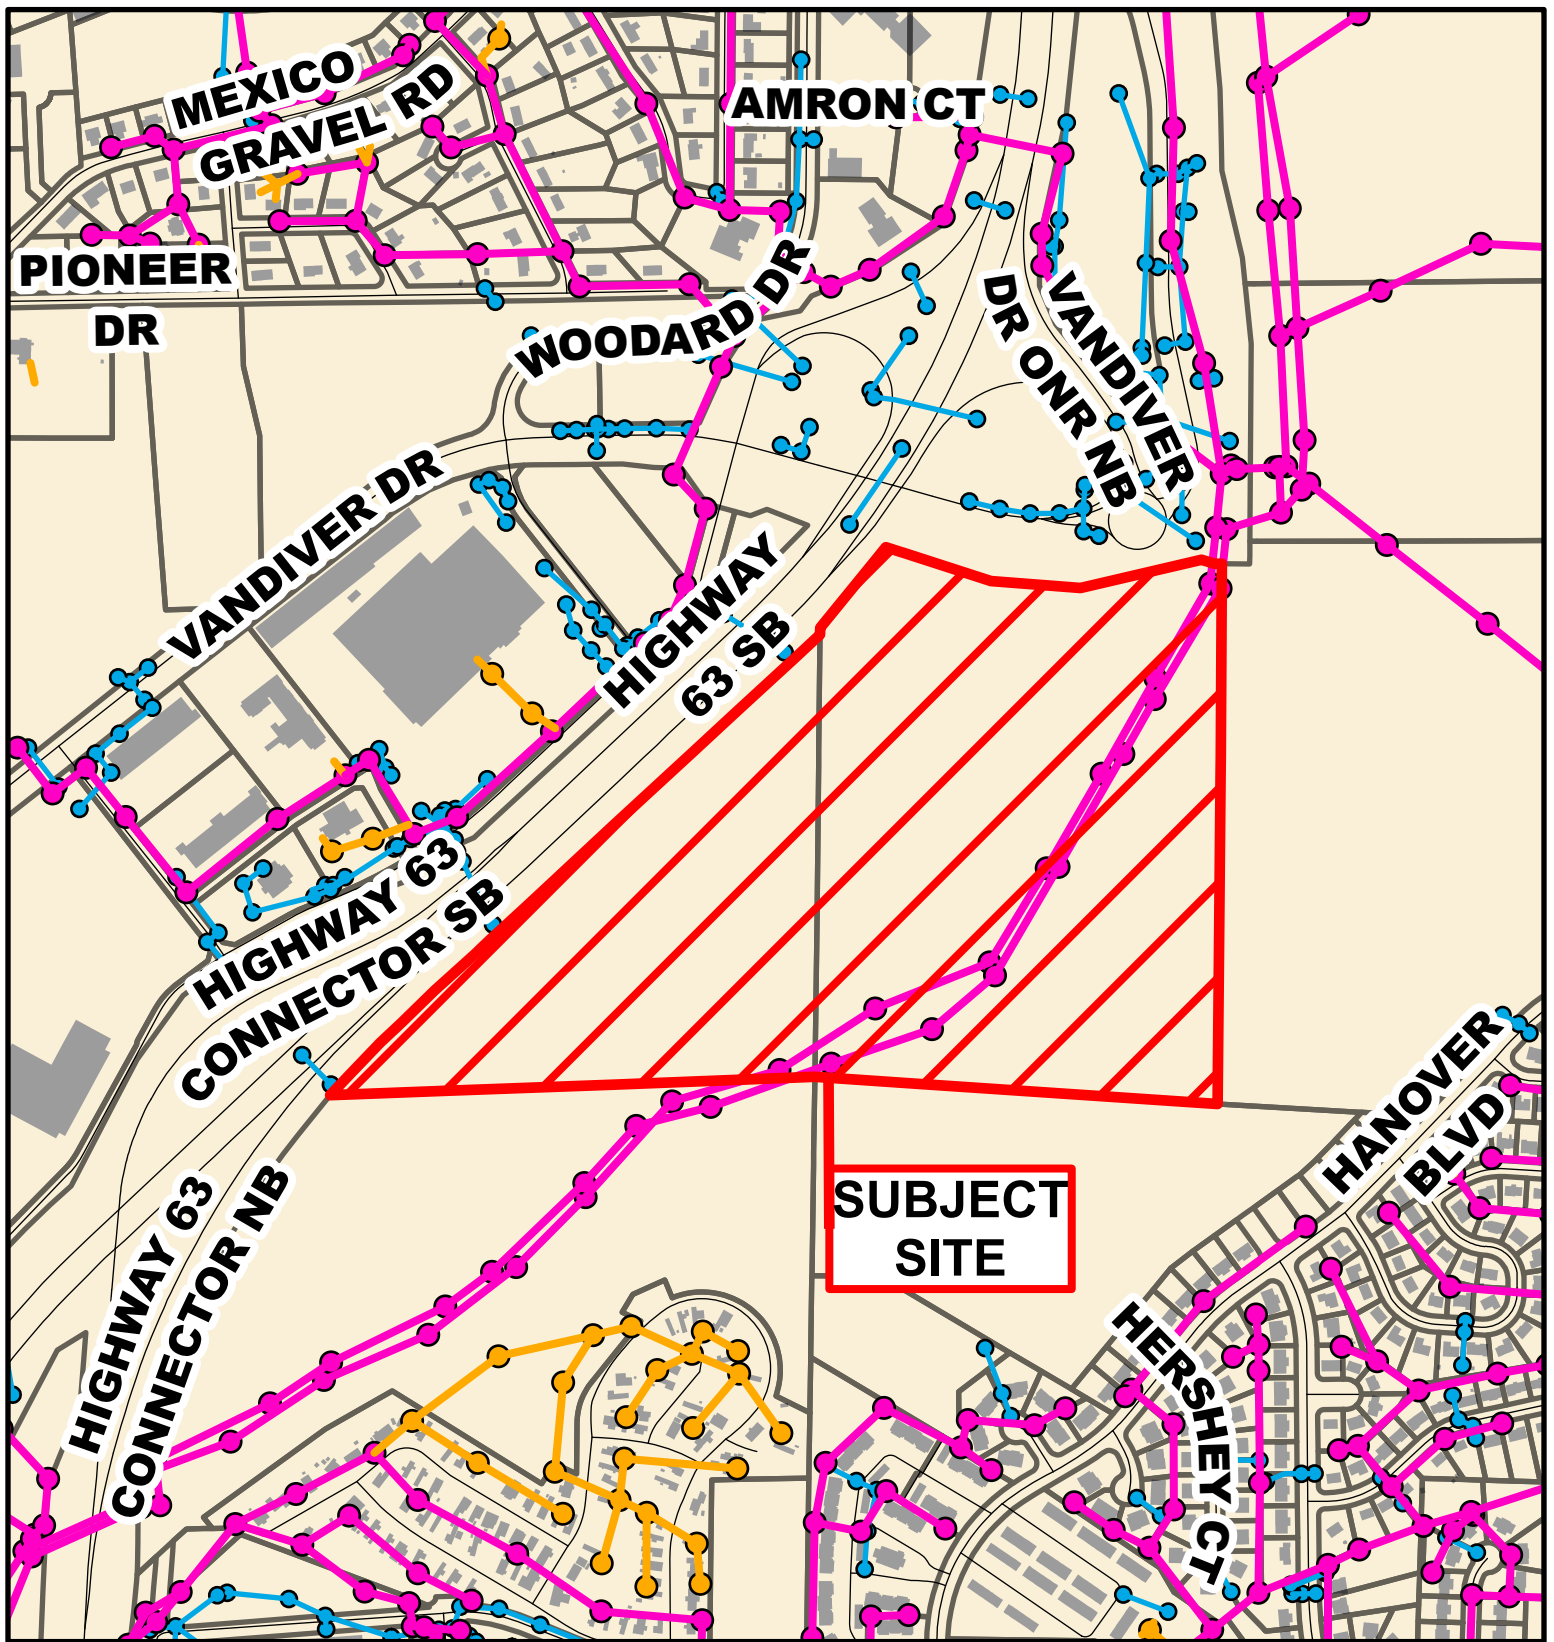 MEXICO
GRAVEL RD
AMRON CT
PIONEER
DR
WOODARD DR
VANDIVER
DR ONR NB
VANDIVER DR
HIGHWAY
63 SB
HIGHWAY 63
CONNECTOR SB
HANOVER
BLVD
SUBJECT
SITE
HIGHWAY 63
CONNECTOR NB
HERSHEY CT